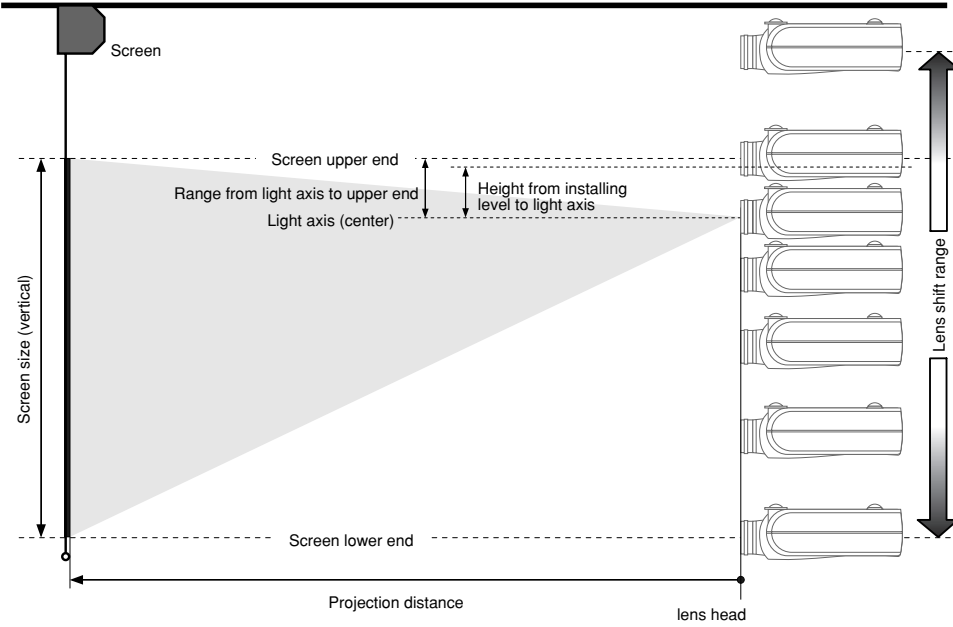 Screen
Screen upper end
Range from light axis to upper end
Height from installing
level to light axis
Light axis (center)
Screen size (vertical)
Lens shift range
Screen lower end
Projection distance
lens head